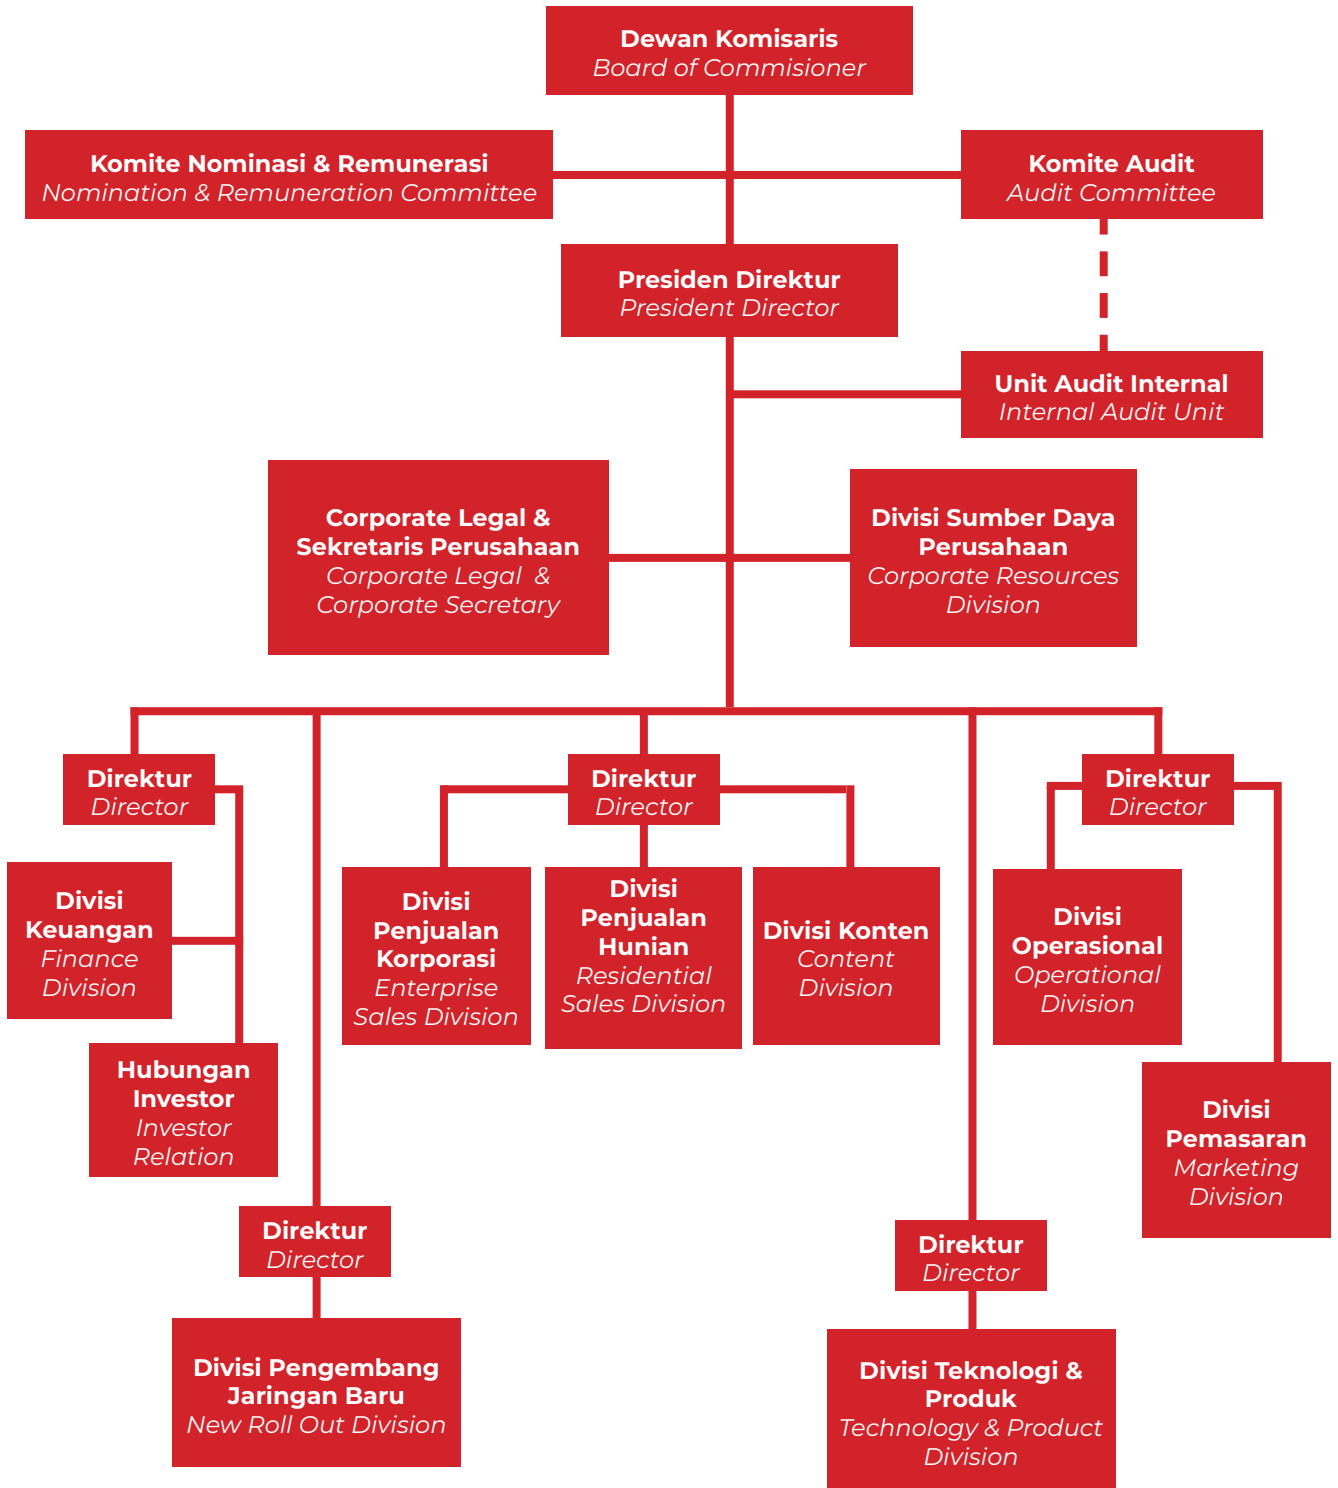 Dewan Komisaris
Board of Commisioner
Komite Nominasi & Remunerasi
Nomination & Remuneration Committee
Komite Audit
Audit Committee
Presiden Direktur
President Director
Unit Audit Internal
Internal Audit Unit
Corporate Legal &
Sekretaris Perusahaan
Corporate Legal &
Corporate Secretary
Divisi Sumber Daya
Perusahaan
Corporate Resources
Division
Direktur
Director
Direktur
Director
Direktur
Director
Divisi
Keuangan
Finance
Division
Hubungan
Investor
Investor
Relation
Divisi
Penjualan
Korporasi
Enterprise
Sales Division
Divisi
Penjualan
Hunian
Residential
Sales Division
Divisi Konten
Content
Division
Divisi
Operasional
Operational
Division
Divisi
Pemasaran
Marketing
Division
Direktur
Director
Divisi Pengembang
Jaringan Baru
New Roll Out Division
Direktur
Director
Divisi Teknologi &
Produk
Technology & Product
Division